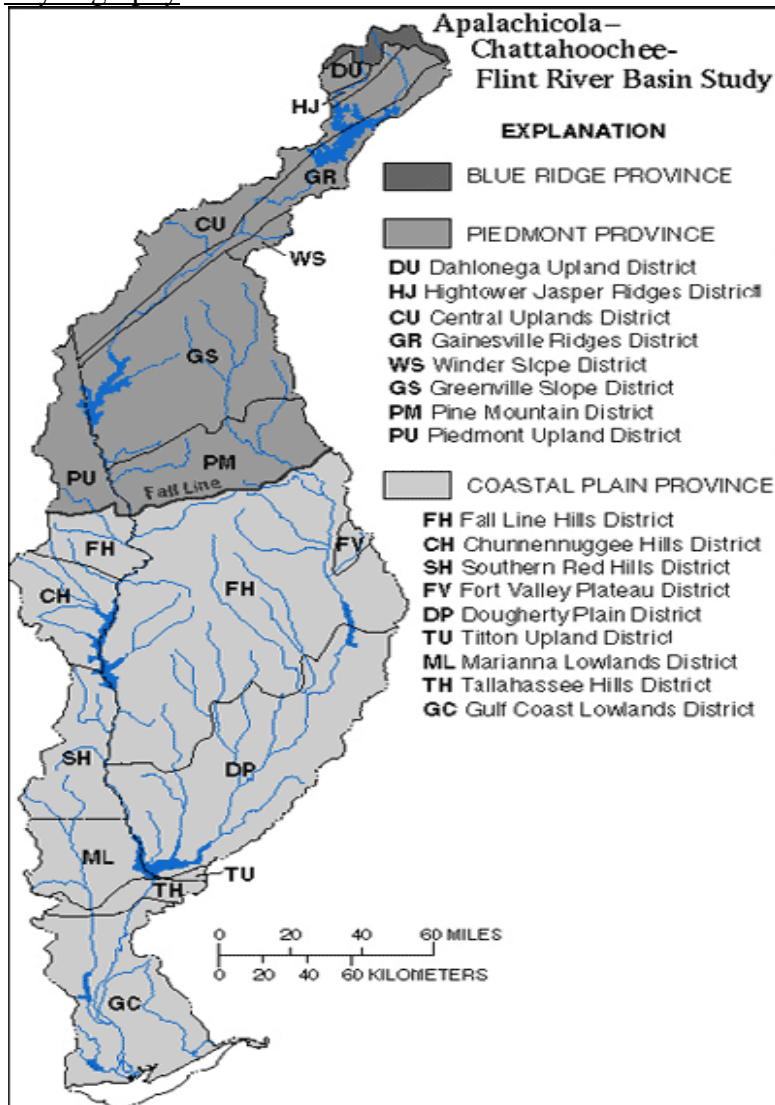 Apalachicola–
Chattahoochee-
Flint River Basin Study
EXPLANATION
BLUE RIDGE PROVINCE
PIEDMONT PROVINCE
DU Dahlonega Upland District
HJ Hightower Jasper Ridges District
CU Central Uplands District
GR Gainesville Ridges District
WS Winder Slope District
GS Greenville Slope District
PM Pine Mountain District
PU Piedmont Upland District
COASTAL PLAIN PROVINCE
FH Fall Line Hills District
CH Chunnennuggee Hills District
SH Southern Red Hills District
FV Fort Valley Plateau District
DP Dougherty Plain District
TU Tifton Upland District
ML Marianna Lowlands District
TH Tallahassee Hills District
GC Gulf Coast Lowlands District
DU
HJ
GR
CU
WS
GS
PM
PU
Fall Line
FH
FV
CH
FH
SH
DP
ML
TU
TH
GC
0 20 40 60 MILES
0 20 40 60 KILOMETERS